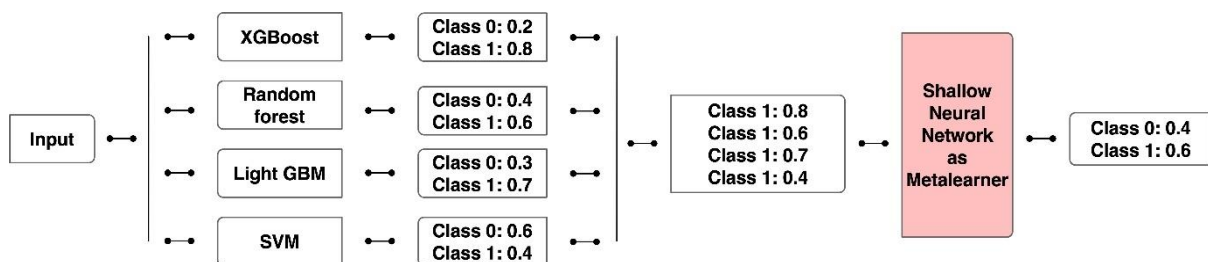 Input
XGBoost
Class 0: 0.2
Class 1: 0.8
Random
forest
Class 0: 0.4
Class 1: 0.6
Light GBM
Class 0: 0.3
Class 1: 0.7
SVM
Class 0: 0.6
Class 1: 0.4
Class 1: 0.8
Class 1: 0.6
Class 1: 0.7
Class 1: 0.4
Shallow
Neural
Network
as
Metalearner
Class 0: 0.4
Class 1: 0.6